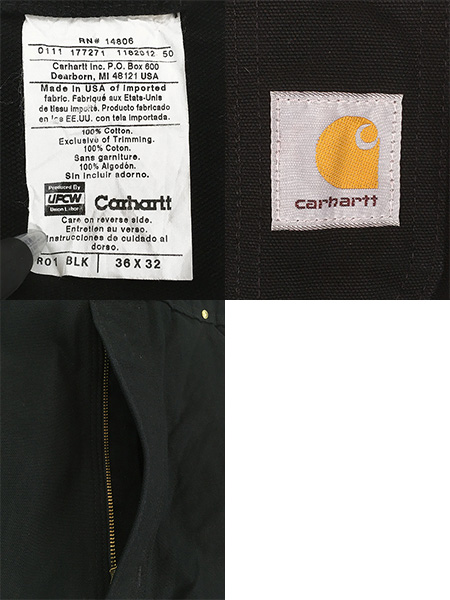 RN# 14806
0111 177271 1182012 50
Carhartt Inc. P.O. Box 600
Dearborn, MI 48121 USA
Made in USA of imported
fabric. Fabriqué aux Etats-Unis
de tissu importé. Producto fabricado
en los EE.UU. con tela importada.
100% Cotton.
Exclusive of Trimming.
100% Coton.
Sans garniture.
100% Algodón.
Sin incluir adorno.
Produced By
UFCW
Union Labor
Carhartt
Care on reverse side.
Entretien au verso.
Instrucciones de cuidado al
dorso.
R01 BLK 36 X 32
carhartt